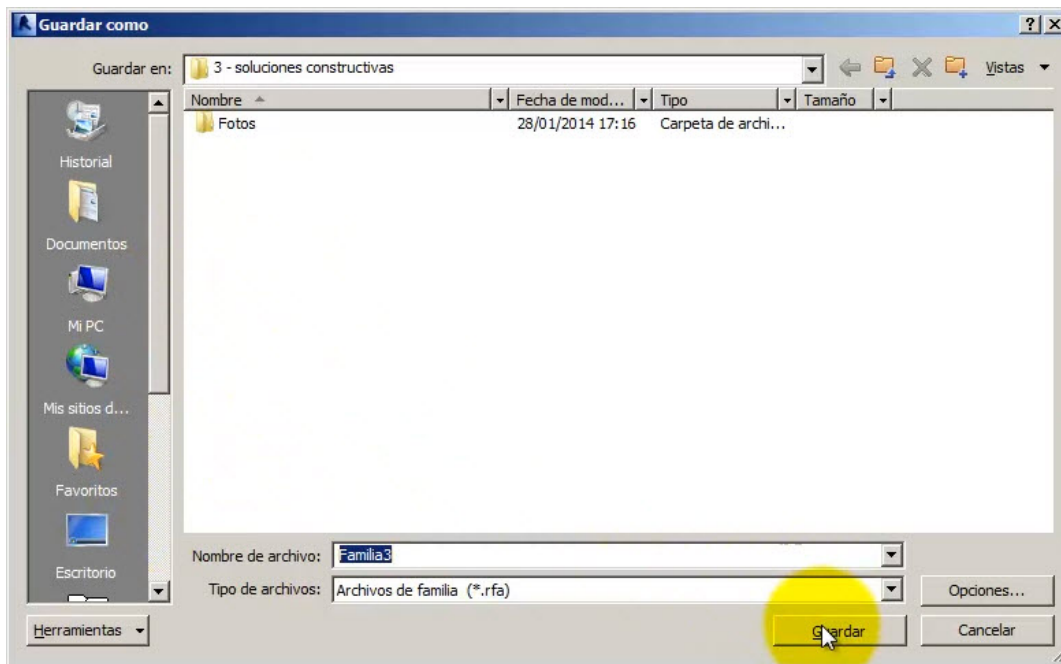 Guardar como
Guardar en: 3 - soluciones constructivas Vistas
Nombre Fecha de mod... Tipo Tamaño
Fotos 28/01/2014 17:16 Carpeta de archi...
Historial
Documentos
Mi PC
Mis sitios d...
Favoritos
Escritorio
Nombre de archivo: Familia3
Tipo de archivos: Archivos de familia (*.rfa) Opciones...
Herramientas Guardar Cancelar